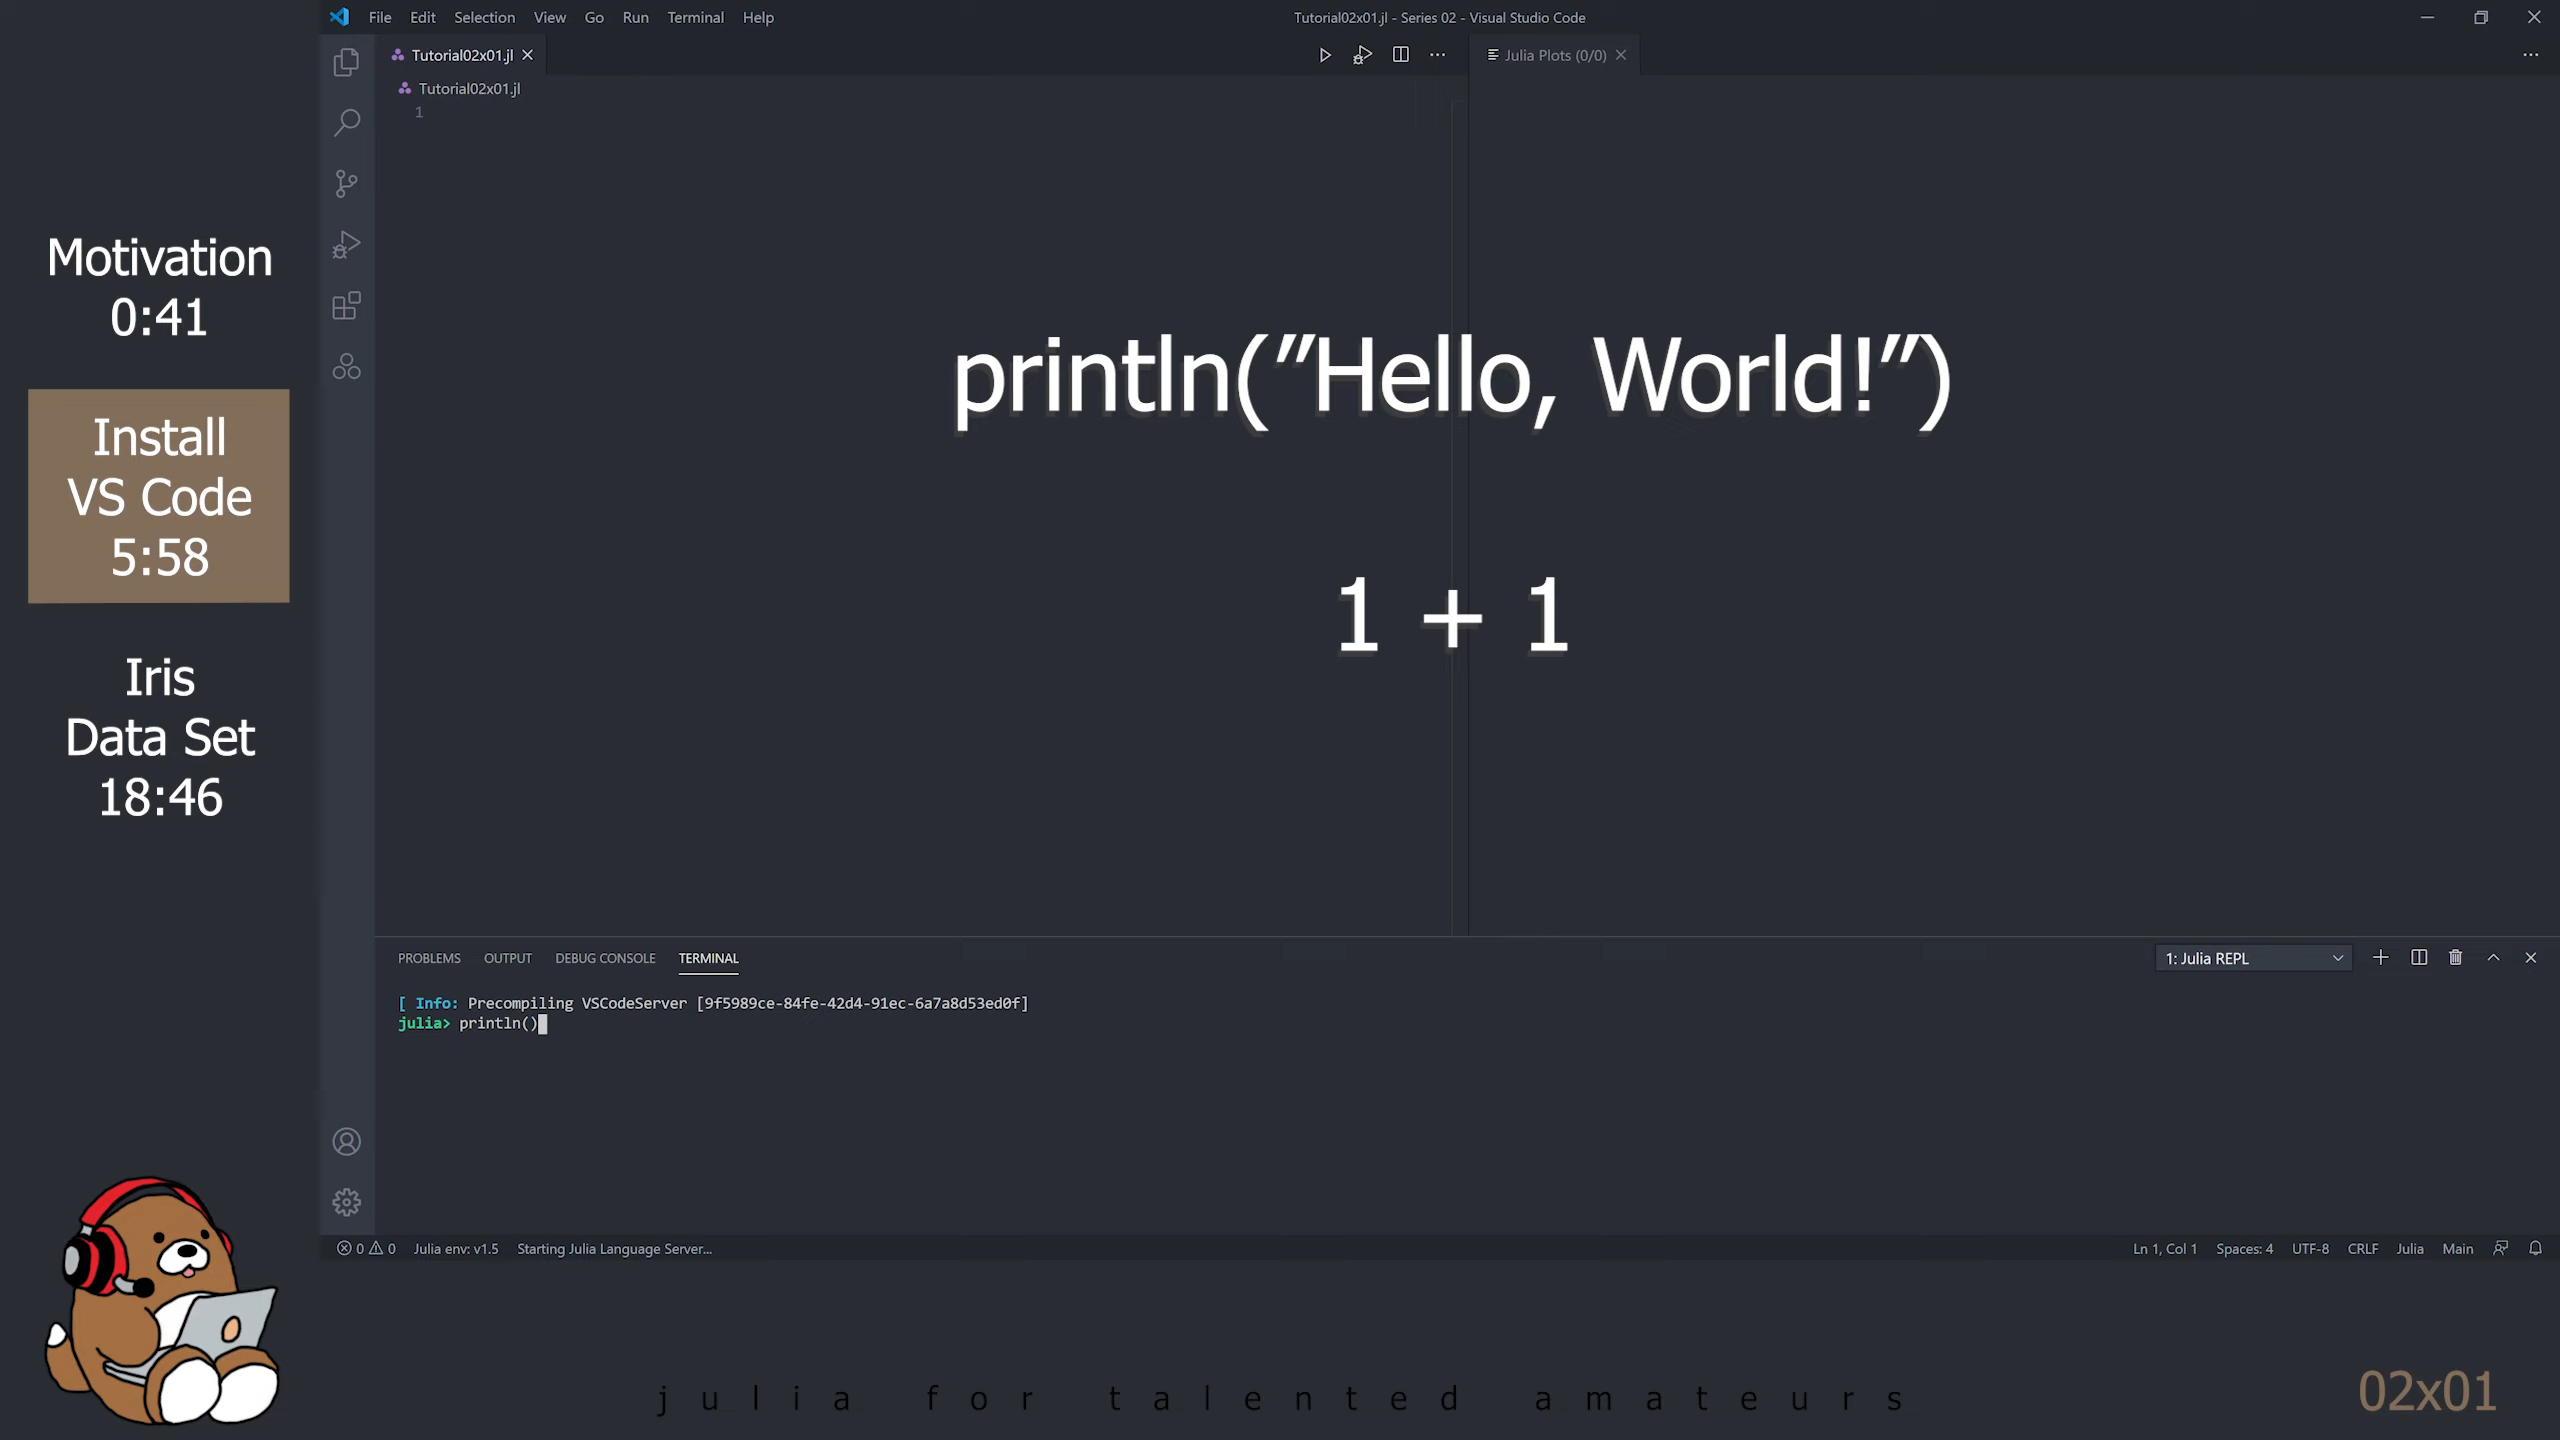 File Edit Selection View Go Run Terminal Help
Tutorial02x01.jl - Series 02 - Visual Studio Code
Tutorial02x01.jl
Julia Plots (0/0)
Tutorial02x01.jl
1
Motivation
0:41
Install
VS Code
5:58
Iris
Data Set
18:46
println("Hello, World!")
1 + 1
PROBLEMS OUTPUT DEBUG CONSOLE TERMINAL
1: Julia REPL
[ Info: Precompiling VSCodeServer [9f5989ce-84fe-42d4-91ec-6a7a8d53ed0f]
julia> println()
0 0 Julia env: v1.5 Starting Julia Language Server...
Ln 1, Col 1 Spaces: 4 UTF-8 CRLF Julia Main
julia for talented amateurs
02x01